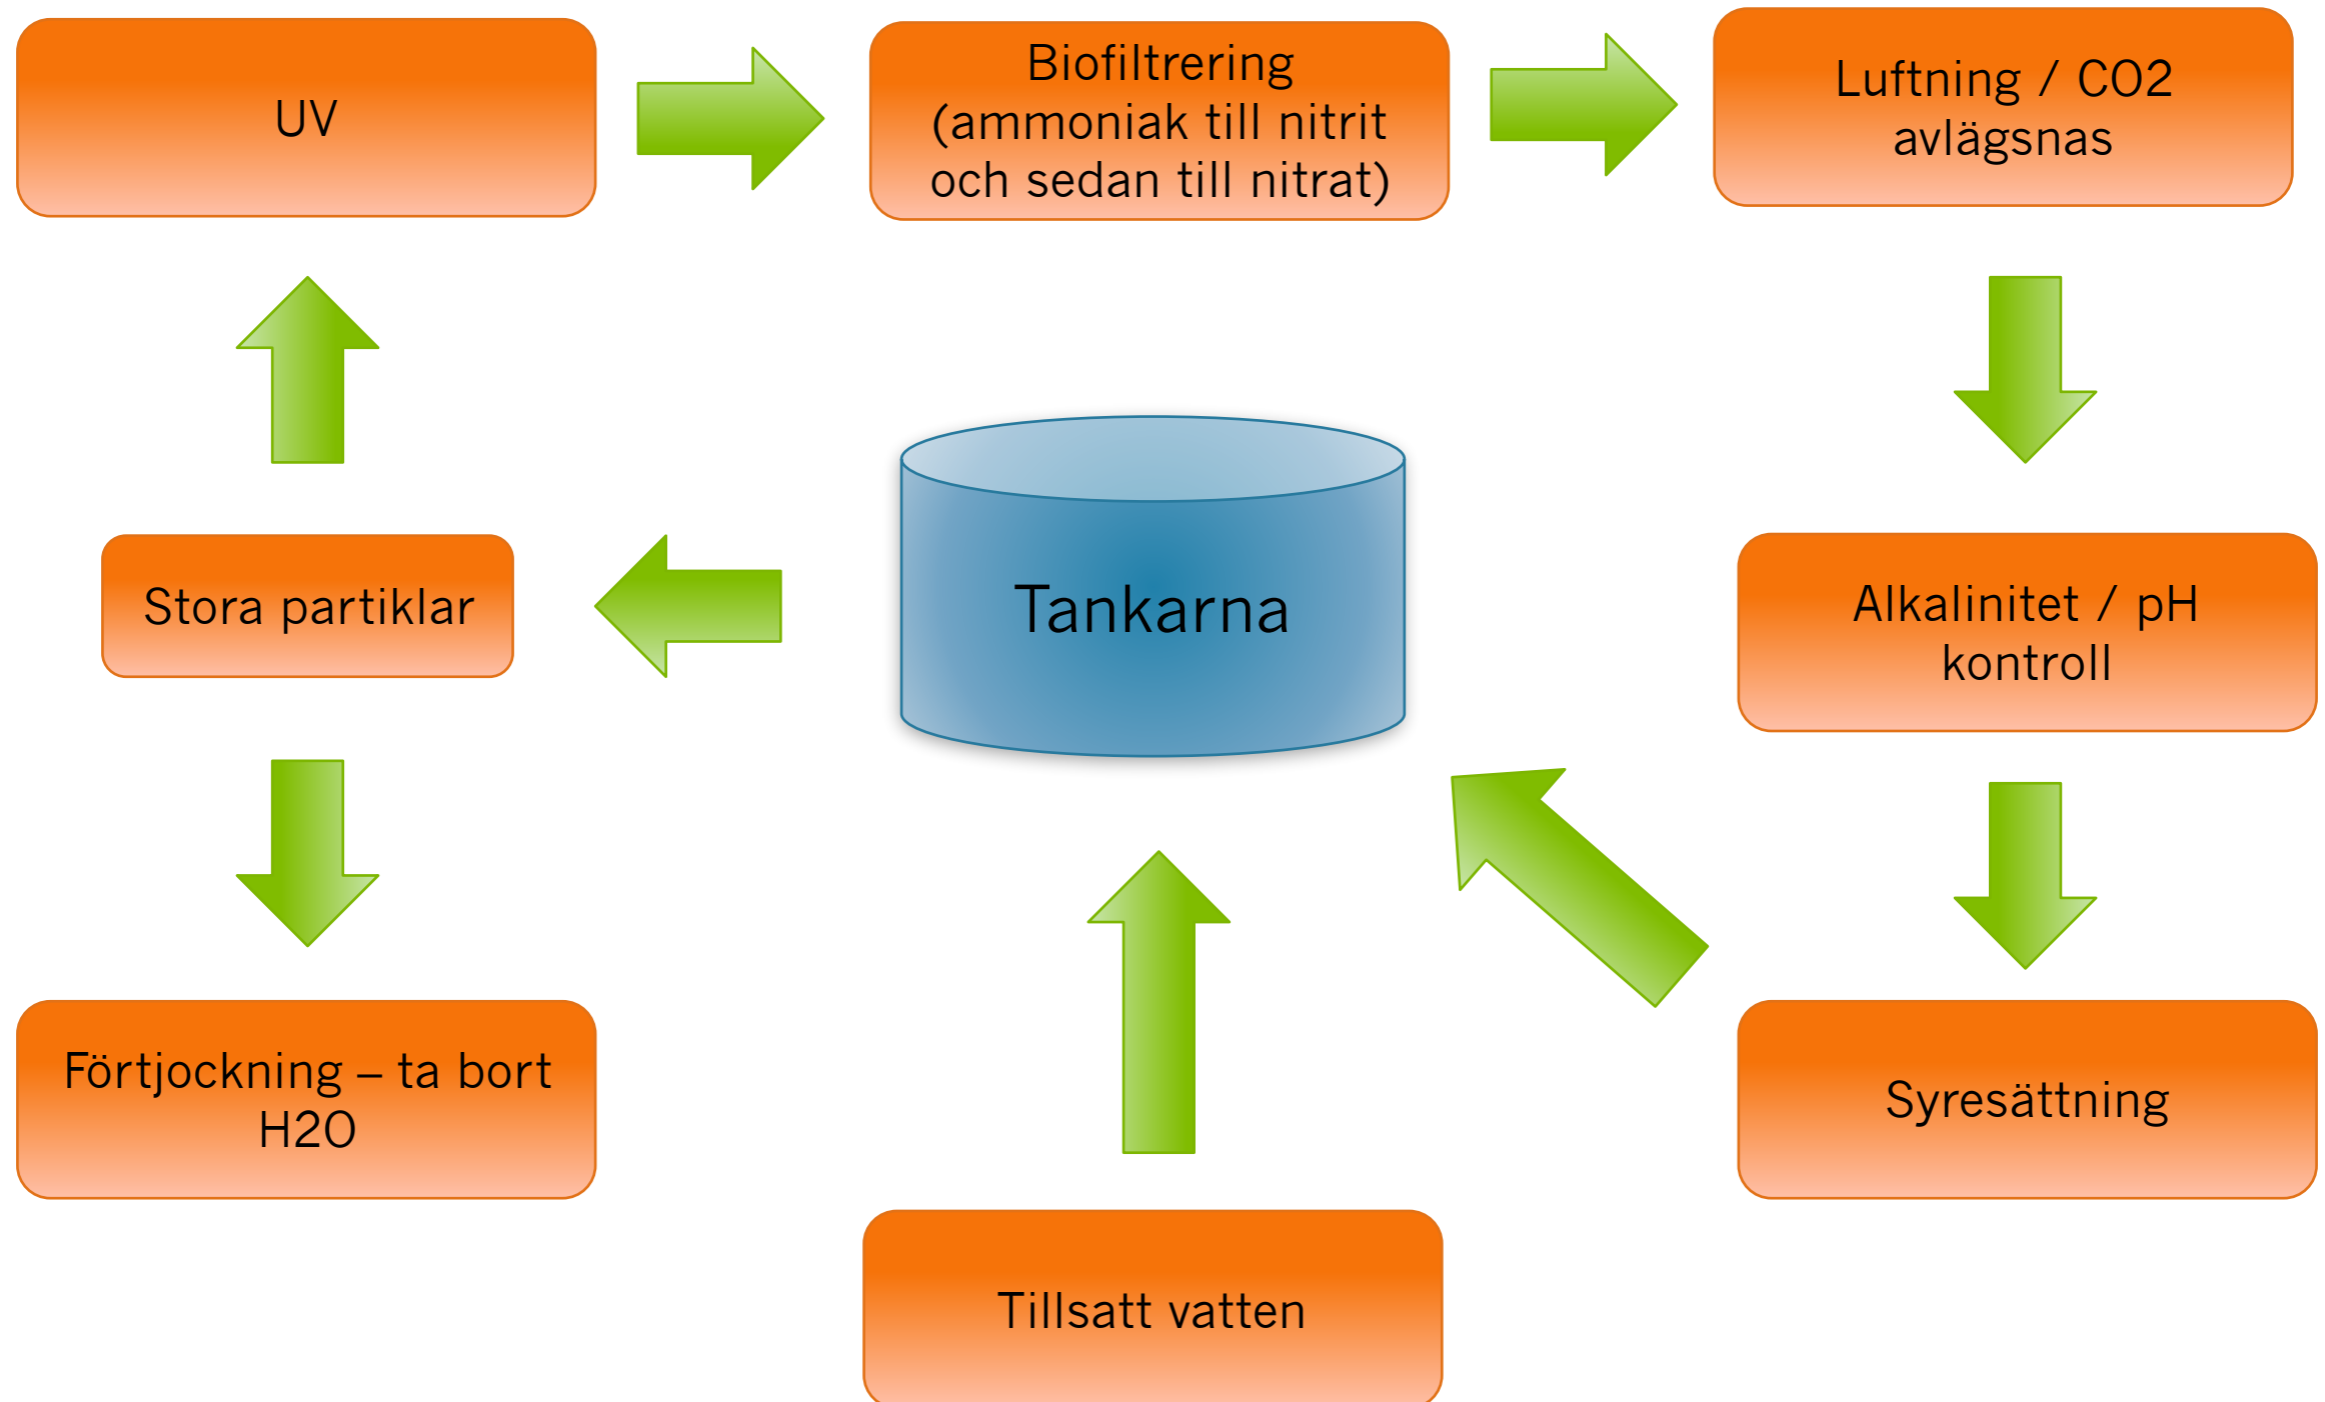 UV
Biofiltrering
(ammoniak till nitrit
och sedan till nitrat)
Luftning / CO2
avlägsnas
Stora partiklar
Tankarna
Alkalinitet / pH
kontroll
Förtjockning – ta bort
H2O
Syresättning
Tillsatt vatten